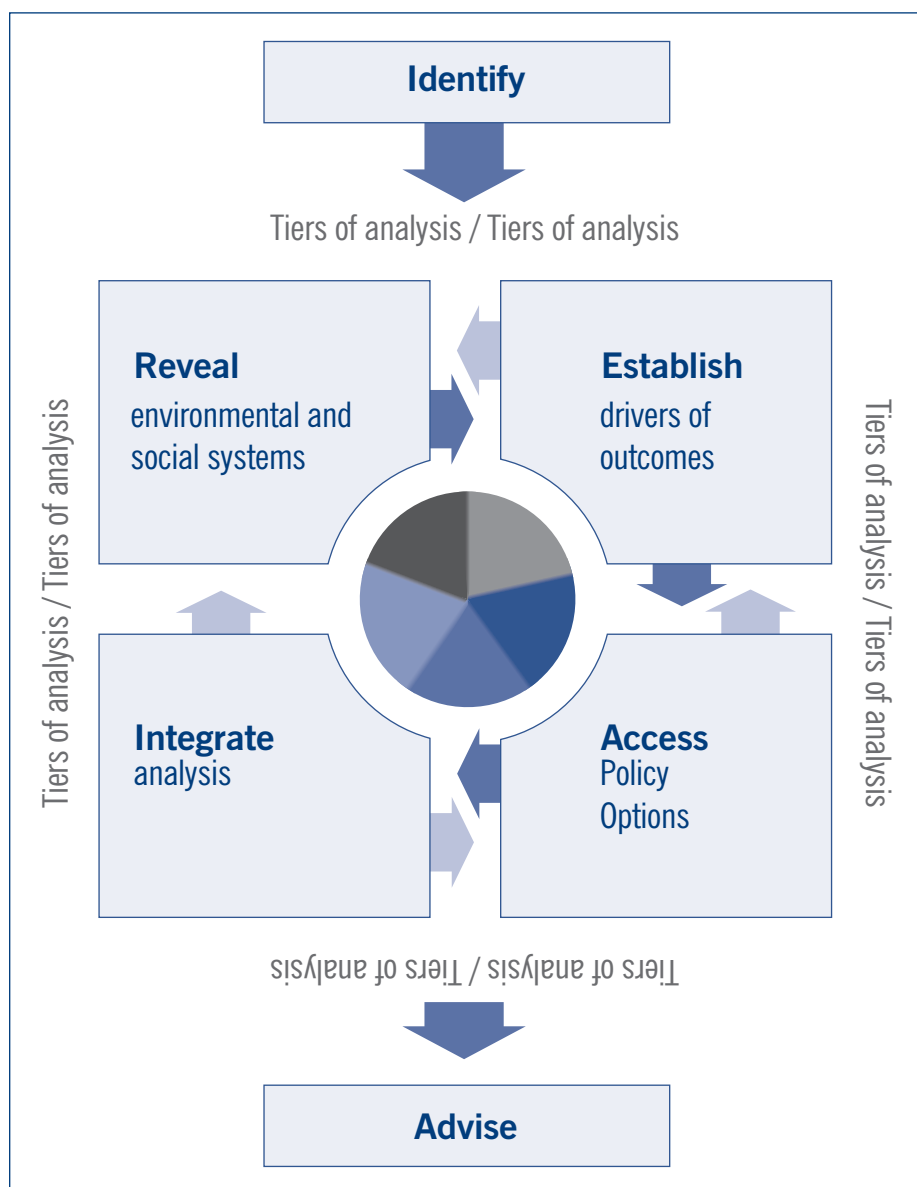 Identify
Tiers of analysis / Tiers of analysis
Reveal
environmental and
social systems
Establish
drivers of
outcomes
Tiers of analysis / Tiers of analysis
Tiers of analysis / Tiers of analysis
Integrate
analysis
Access
Policy
Options
Tiers of analysis / Tiers of analysis
Advise